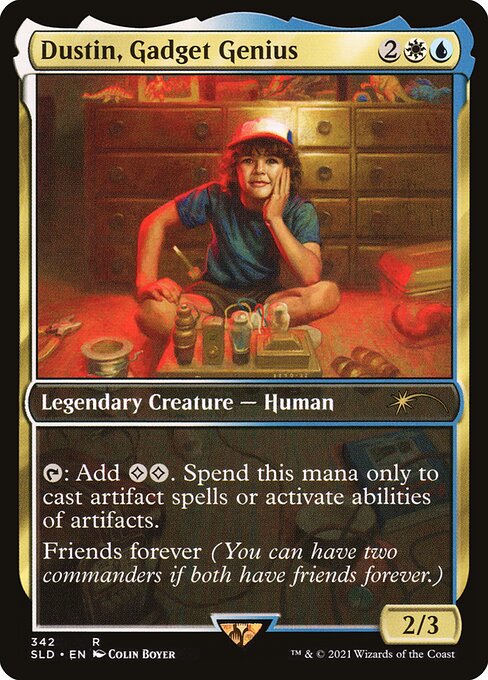 Dustin, Gadget Genius 2
Legendary Creature — Human
: Add . Spend this mana only to
cast artifact spells or activate abilities
of artifacts.
Friends forever (You can have two
commanders if both have friends forever.)
2/3
342 R
SLD • EN Colin Boyer
™ & © 2021 Wizards of the Coast